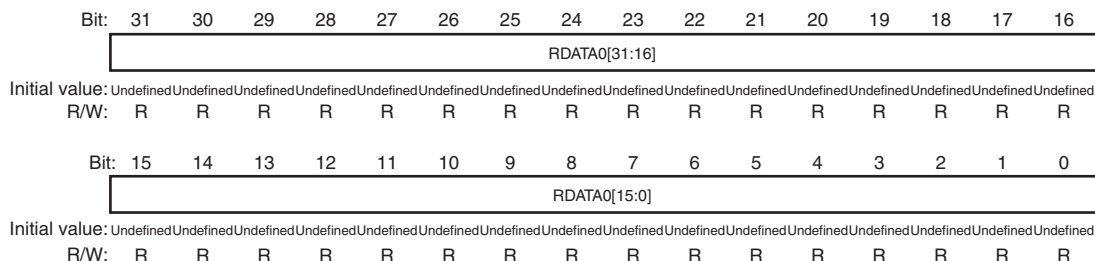 Bit: 31 30 29 28 27 26 25 24 23 22 21 20 19 18 17 16
RDATA0[31:16]
Initial value: Undefined Undefined Undefined Undefined Undefined Undefined Undefined Undefined Undefined Undefined Undefined Undefined Undefined Undefined Undefined Undefined
R/W: R R R R R R R R R R R R R R R R
Bit: 15 14 13 12 11 10 9 8 7 6 5 4 3 2 1 0
RDATA0[15:0]
Initial value: Undefined Undefined Undefined Undefined Undefined Undefined Undefined Undefined Undefined Undefined Undefined Undefined Undefined Undefined Undefined Undefined
R/W: R R R R R R R R R R R R R R R R